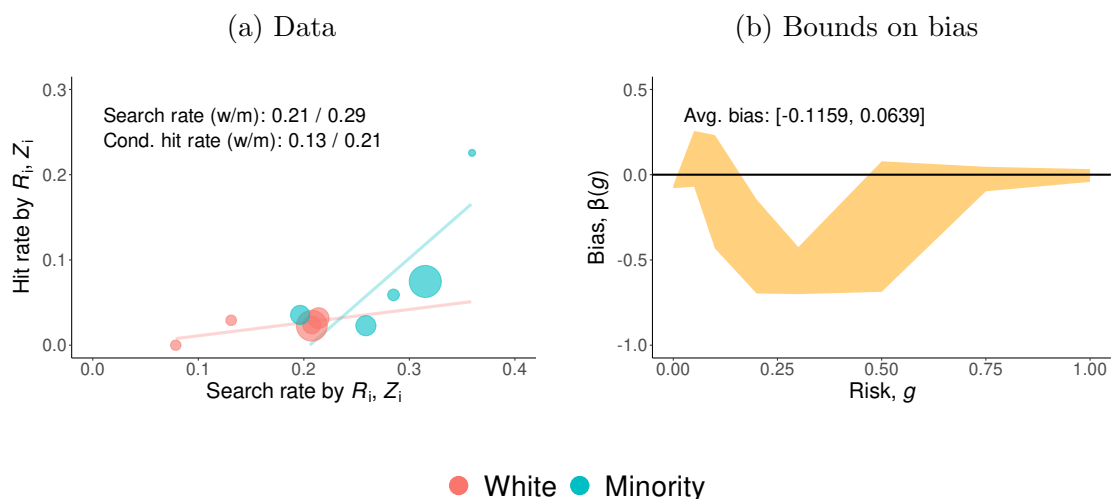 (a) Data
Search rate (w/m): 0.21 / 0.29
Cond. hit rate (w/m): 0.13 / 0.21
Hit rate by Rᵢ, Zᵢ
0.3
0.2
0.1
0.0
0.0 0.1 0.2 0.3 0.4
Search rate by Rᵢ, Zᵢ
(b) Bounds on bias
Avg. bias: [-0.1159, 0.0639]
Bias, β(g)
0.5
0.0
-0.5
-1.0
0.00 0.25 0.50 0.75 1.00
Risk, g
White Minority